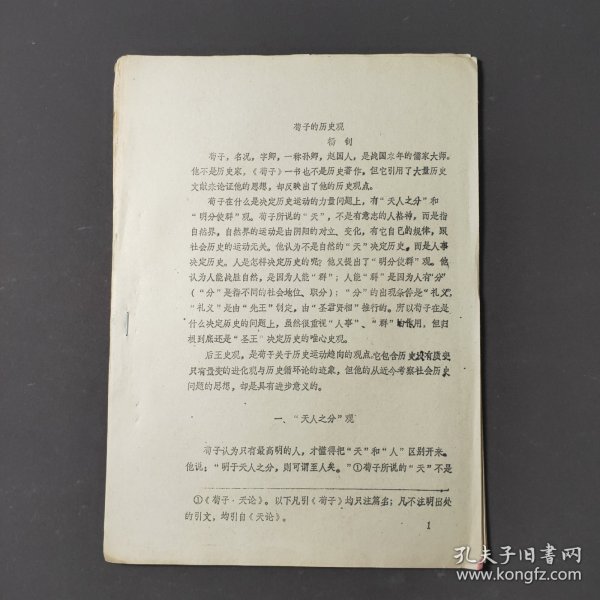 荀子的历史观
杨钊
荀子，名况，字卿，一称孙卿，赵国人，是战国末年的儒家大师。
他不是历史家，《荀子》一书也不是历史著作，但它引用了大量历史
文献来论证他的思想，却反映出了他的历史观点。
荀子在什么是决定历史运动的力量问题上，有“天人之分”和
“明分使群”观。荀子所说的“天”，不是有意志的人格神，而是指
自然界，自然界的运动是由阴阳的对立、变化，有它自己的规律，跟
社会历史的运动无关。他认为不是自然的“天”决定历史，而是人事
决定历史。人是怎样决定历史的呢？他又提出了“明分使群”观。他
认为人能战胜自然，是因为人能“群”；人能“群”是因为人有“分”
（“分”是指不同的社会地位、职分）；“分”的出现条件是“礼义”，
“礼义”是由“先王”制定，由“圣君贤相”推行的。所以荀子在是
什么决定历史的问题上，虽然很重视“人事”、“群”的作用，但归
根到底还是“圣王”决定历史的唯心史观。
后王史观，是荀子关于历史运动趋向的观点。它包含历史没有质变
只有量变的进化观与历史循环论的迹象，但他的从近今考察社会历史
问题的思想，却是具有进步意义的。
一、“天人之分”观
荀子认为只有最高明的人，才懂得把“天”和“人”区别开来。
他说：“明于天人之分，则可谓至人矣。”①荀子所说的“天”不是
①《荀子·天论》。以下凡引《荀子》均只注篇名；凡不注明出处
的引文，均引自《天论》。
1
孔夫子旧书网
www.kongfz.com